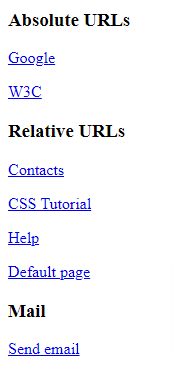 Absolute URLs
Google
W3C
Relative URLs
Contacts
CSS Tutorial
Help
Default page
Mail
Send email